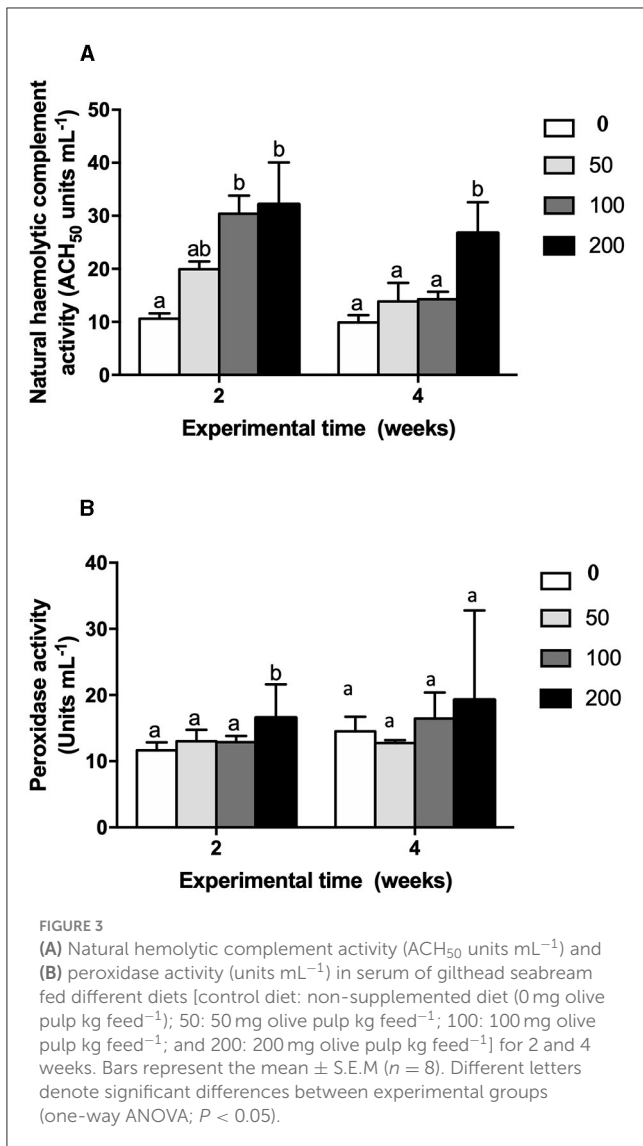 A
Natural haemolytic complement
activity (ACH₅₀ units mL⁻¹)
50
40
30
20
10
0
a
ab
b
b
a
a
a
b
2
4
Experimental time (weeks)
0
50
100
200
B
Peroxidase activity
(Units mL⁻¹)
40
30
20
10
0
a
a
a
b
a
a
a
a
2
4
Experimental time (weeks)
0
50
100
200
FIGURE 3
(A) Natural hemolytic complement activity (ACH₅₀ units mL⁻¹) and
(B) peroxidase activity (units mL⁻¹) in serum of gilthead seabream
fed different diets [control diet: non-supplemented diet (0 mg olive
pulp kg feed⁻¹); 50: 50 mg olive pulp kg feed⁻¹; 100: 100 mg olive
pulp kg feed⁻¹; and 200: 200 mg olive pulp kg feed⁻¹] for 2 and 4
weeks. Bars represent the mean ± S.E.M (n = 8). Different letters
denote significant differences between experimental groups
(one-way ANOVA; P < 0.05).